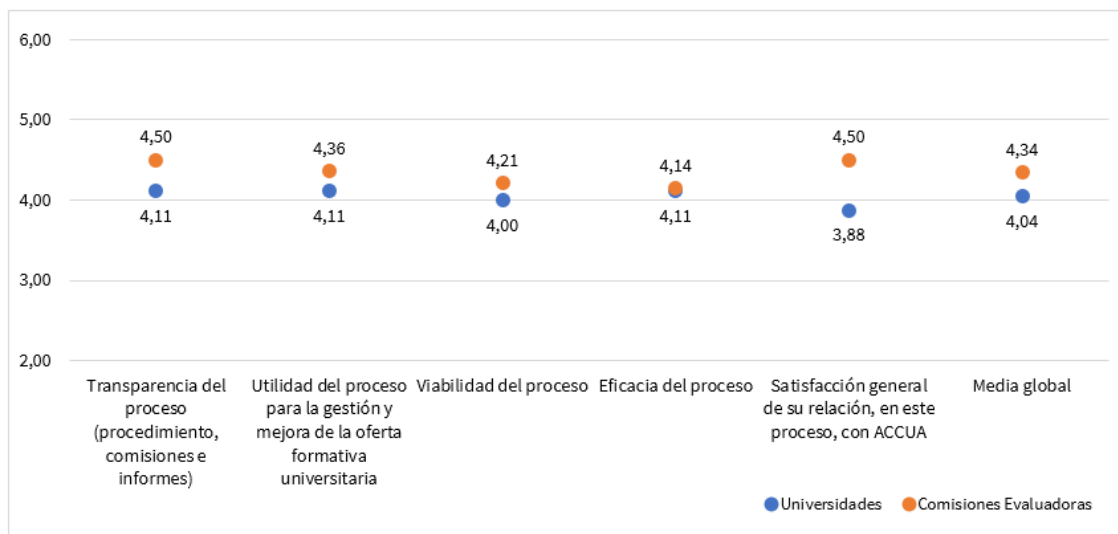 6,00
5,00
4,00
3,00
2,00
4,50
4,36
4,21
4,14
4,50
4,34
4,11
4,11
4,00
4,11
3,88
4,04
Transparencia del
proceso
(procedimiento,
comisiones e
informes)
Utilidad del proceso
para la gestión y
mejora de la oferta
formativa
universitaria
Viabilidad del proceso
Eficacia del proceso
Satisfacción general
de su relación, en este
proceso, con ACCUA
Media global
Universidades
Comisiones Evaluadoras